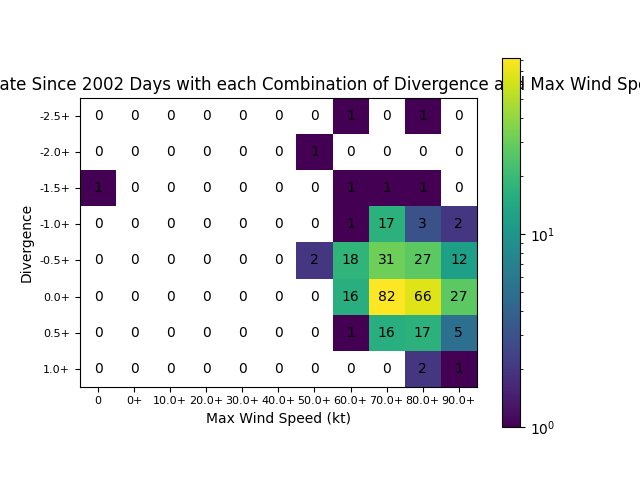 ate Since 2002 Days with each Combination of Divergence and Max Wind Spe
Divergence
-2.5+ 0 0 0 0 0 0 0 1 0 1 0
-2.0+ 0 0 0 0 0 0 1 0 0 0 0
-1.5+ 1 0 0 0 0 0 0 1 1 1 0
-1.0+ 0 0 0 0 0 0 0 1 17 3 2
-0.5+ 0 0 0 0 0 0 2 18 31 27 12
0.0+ 0 0 0 0 0 0 0 16 82 66 27
0.5+ 0 0 0 0 0 0 0 1 16 17 5
1.0+ 0 0 0 0 0 0 0 0 0 2 1
0 0+ 10.0+ 20.0+ 30.0+ 40.0+ 50.0+ 60.0+ 70.0+ 80.0+ 90.0+
Max Wind Speed (kt)
10¹
10⁰